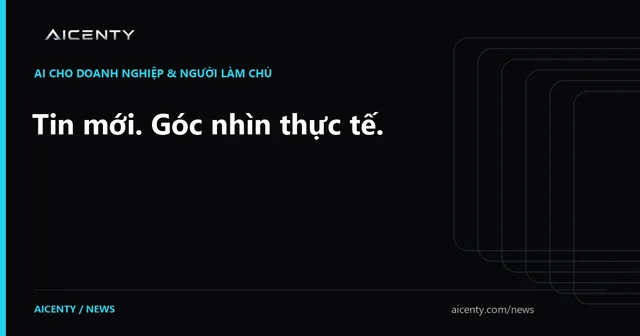 AICENTY
AI CHO DOANH NGHIỆP & NGƯỜI LÀM CHỦ
Tin mới. Góc nhìn thực tế.
AICENTY / NEWS
aicenty.com/news